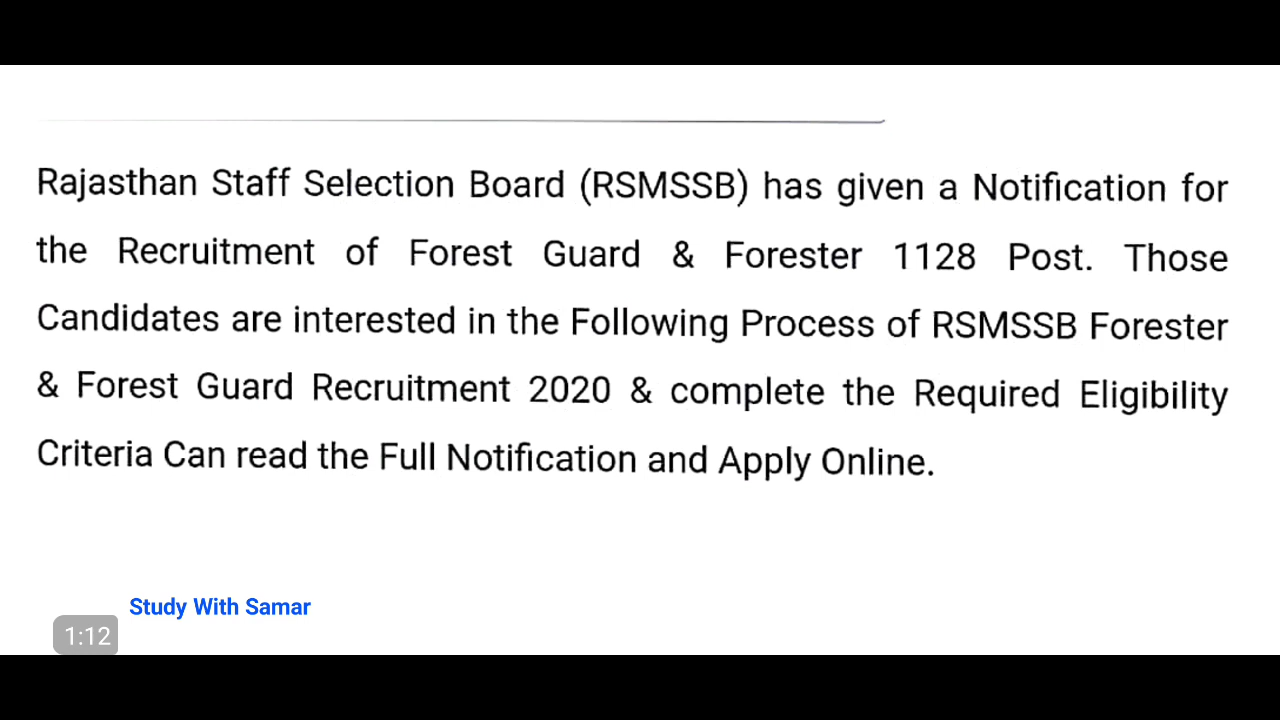 Rajasthan Staff Selection Board (RSMSSB) has given a Notification for
the Recruitment of Forest Guard & Forester 1128 Post. Those
Candidates are interested in the Following Process of RSMSSB Forester
& Forest Guard Recruitment 2020 & complete the Required Eligibility
Criteria Can read the Full Notification and Apply Online.
Study With Samar
1:12